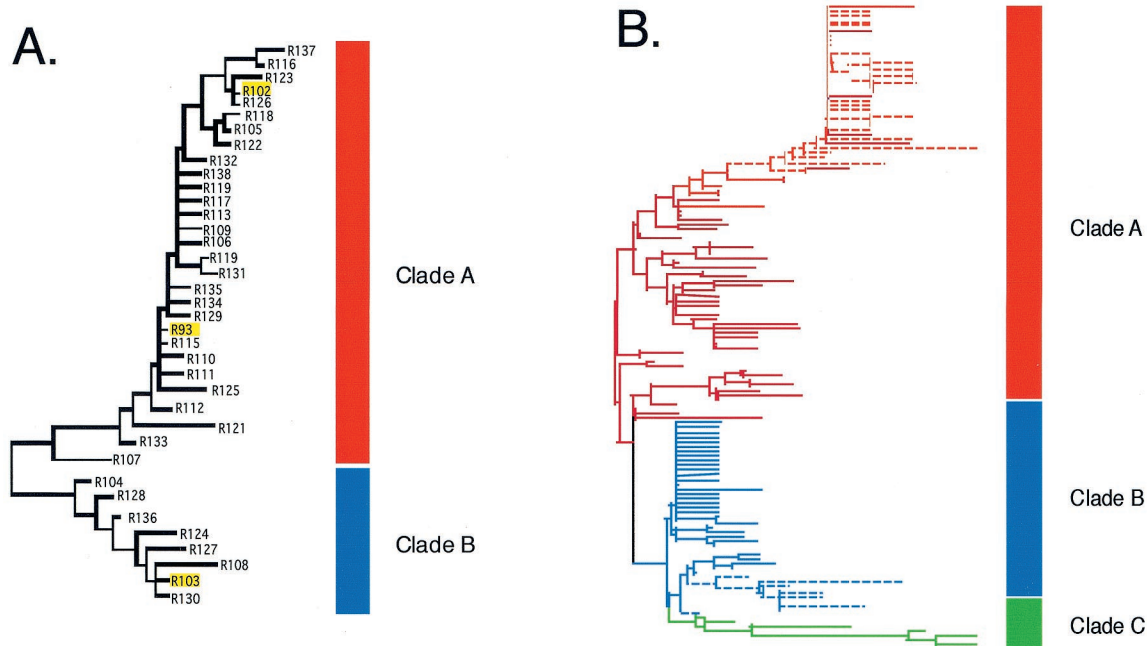 A.
R137
R116
R123
R102
R126
R118
R105
R122
R132
R138
R119
R117
R113
R109
R106
R119
R131
R135
R134
R129
R93
R115
R110
R111
R125
R112
R121
R133
R107
R104
R128
R136
R124
R127
R108
R103
R130
Clade A
Clade B
B.
Clade A
Clade B
Clade C